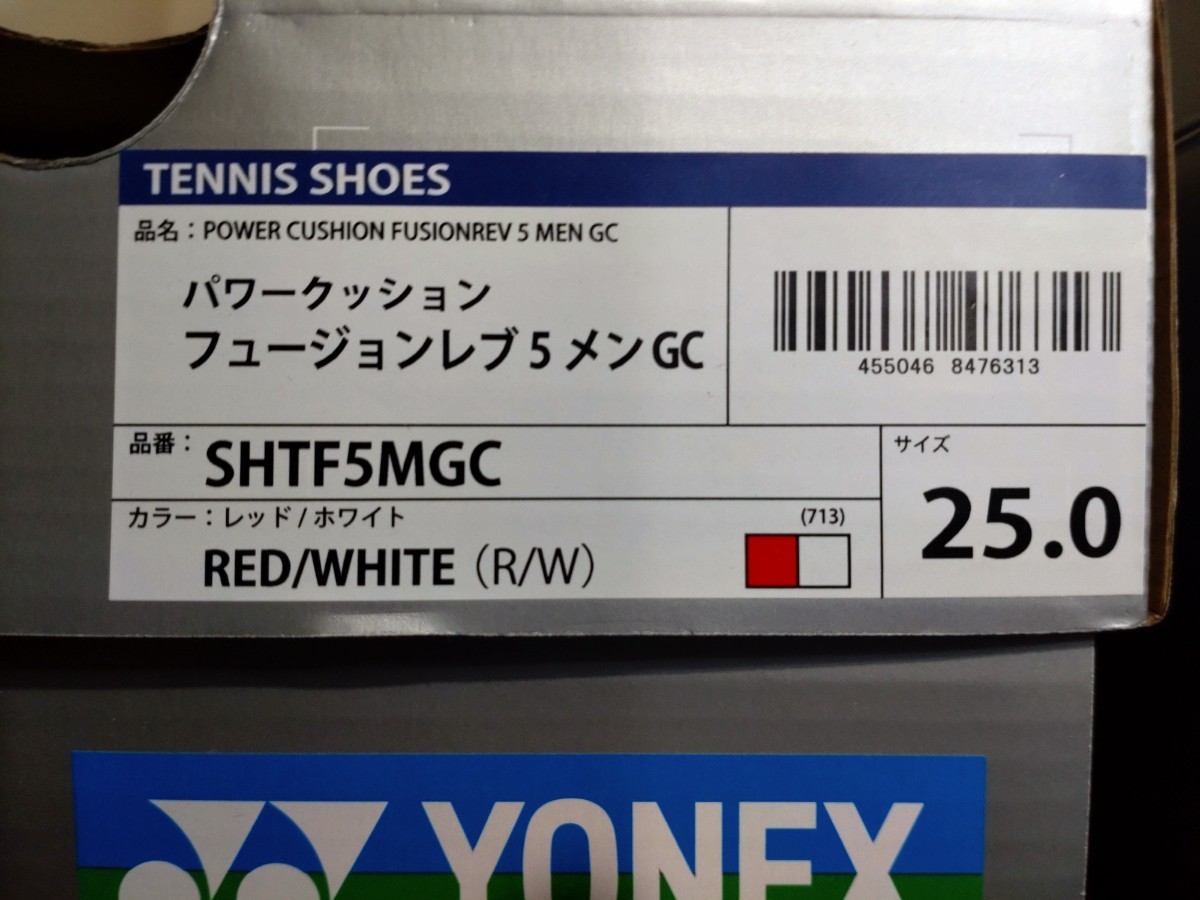 TENNIS SHOES
品名：POWER CUSHION FUSIONREV 5 MEN GC
パワークッション
フュージョンレブ 5 メン GC
455046 8476313
品番：
SHTF5MGC
サイズ
25.0
カラー：レッド / ホワイト
(713)
RED/WHITE（R/W）
YONEX